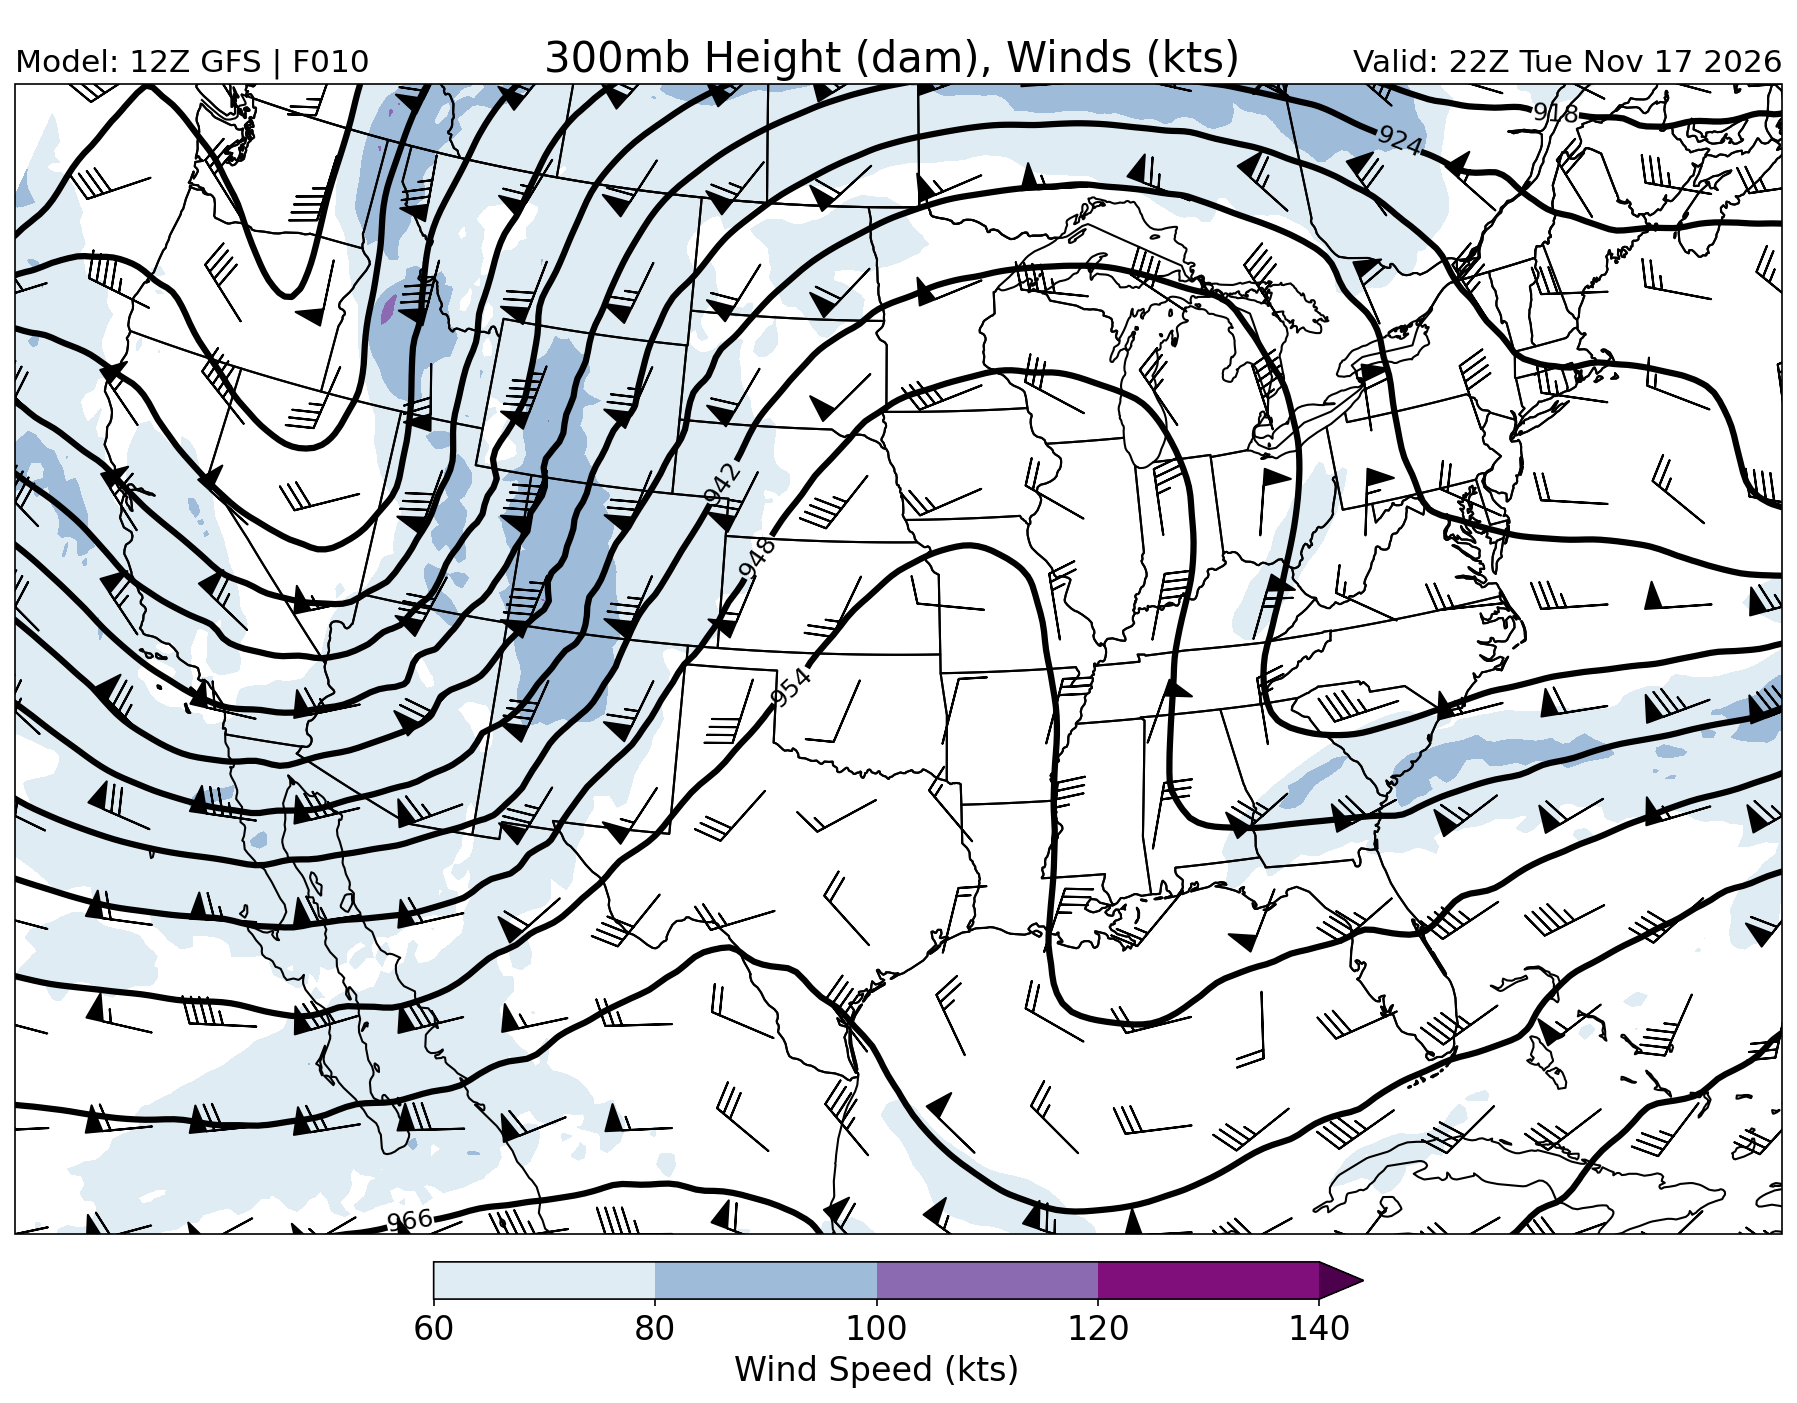 Model: 12Z GFS | F010
300mb Height (dam), Winds (kts)
Valid: 22Z Tue Nov 17 2026
918
924
942
948
954
966
60 80 100 120 140
Wind Speed (kts)